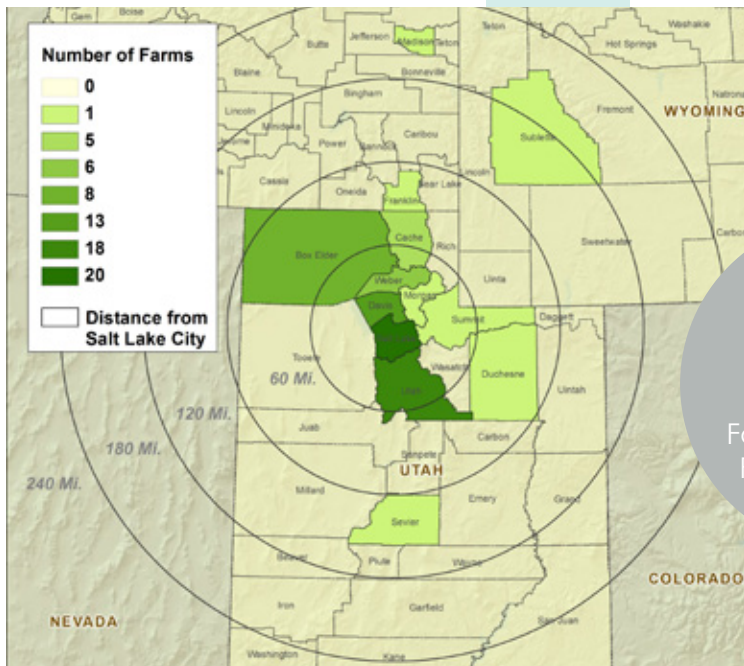 Number of Farms
0
1
5
6
8
13
18
20
Distance from
Salt Lake City
Gem
Boise
Butte
Jefferson
Madison
Teton
Teton
Washakie
Hot Springs
Blaine
Bonneville
Bingham
Fremont
WYOMING
Lincoln
Minidoka
Power
Caribou
Sublette
Lincoln
Cassia
Oneida
Bear Lake
Franklin
Sweetwater
Carbo
Box Elder
Cache
Rich
Uinta
Weber
Morgan
Davis
Summit
Daggett
Tooele
Wasatch
Duchesne
Uintah
Utah
60 Mi.
120 Mi.
180 Mi.
240 Mi.
Juab
Carbon
Sanpete
UTAH
Millard
Emery
Grand
Sevier
Beaver
Piute
Wayne
COLORADO
Iron
Garfield
San Juan
NEVADA
Washington
Kane
Fo